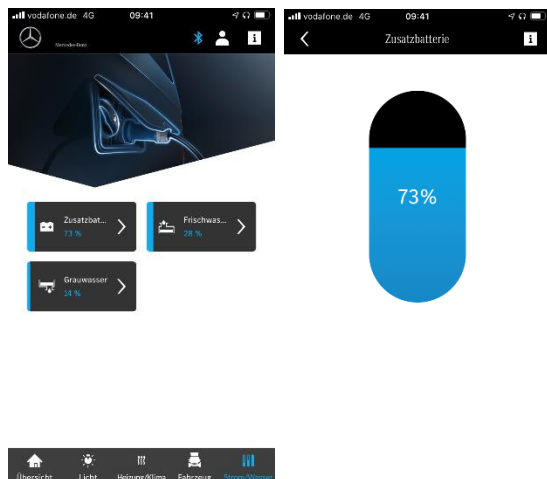 vodafone.de 4G 09:41
Mercedes-Benz
i
Zusatzbat...
73 %
Frischwas...
28 %
Grauwasser
14 %
Übersicht Licht Heizung/Klima Fahrzeug Strom/Wasser
vodafone.de 4G 09:41
Zusatzbatterie
i
73%